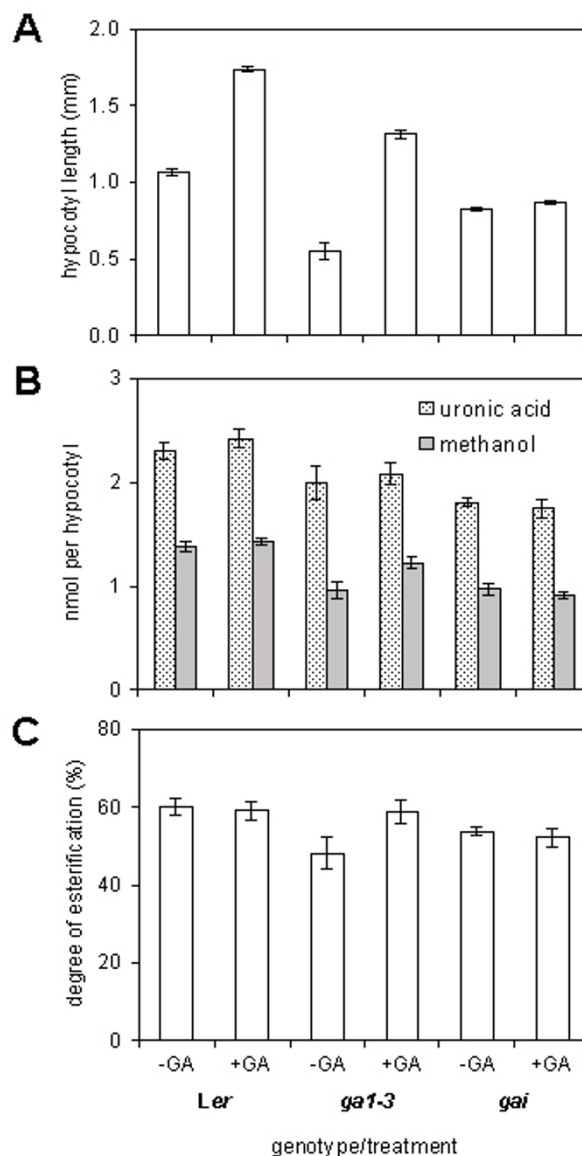 A
hypocotyl length (mm)
2.0
1.5
1.0
0.5
0.0
B
nmol per hypocotyl
3
2
1
0
uronic acid
methanol
C
degree of esterification (%)
80
60
40
20
0
-GA +GA -GA +GA -GA +GA
Ler ga1-3 gai
genotype/treatment